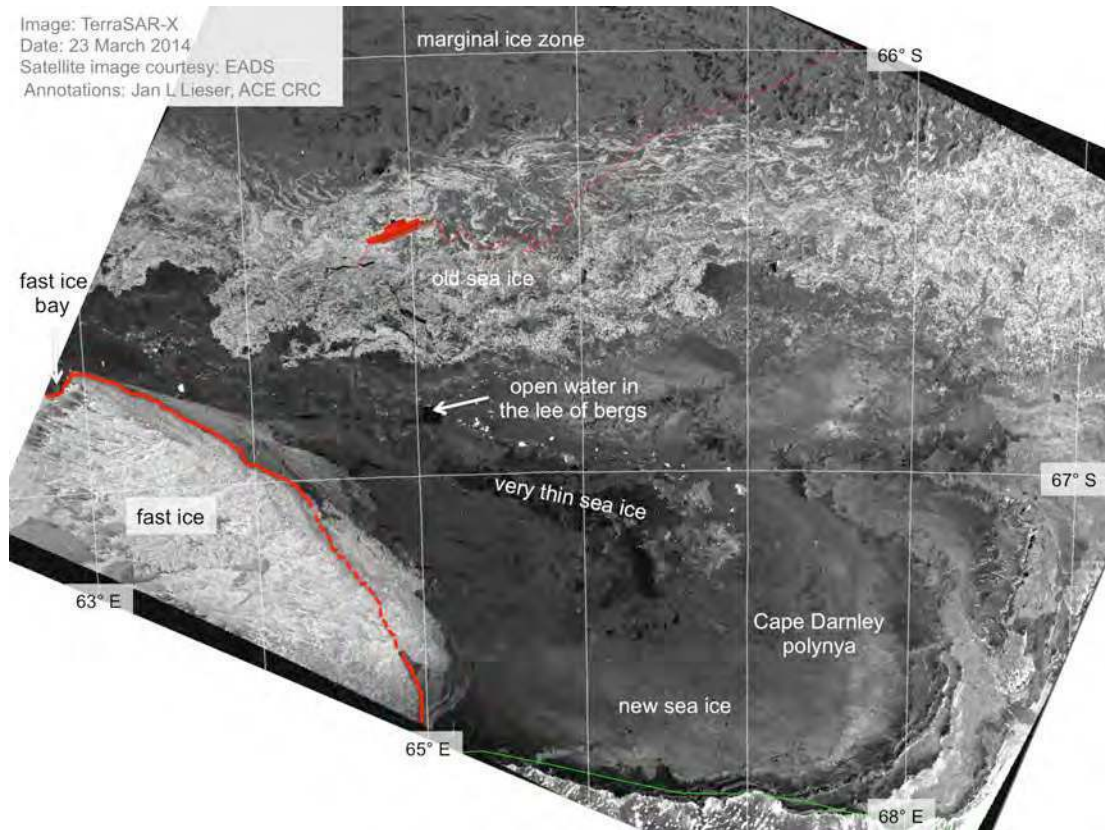 Image: TerraSAR-X
Date: 23 March 2014
Satellite image courtesy: EADS
Annotations: Jan L Lieser, ACE CRC
marginal ice zone
66° S
old sea ice
fast ice
bay
open water in
the lee of bergs
very thin sea ice
67° S
fast ice
63° E
Cape Darnley
polynya
new sea ice
65° E
68° E